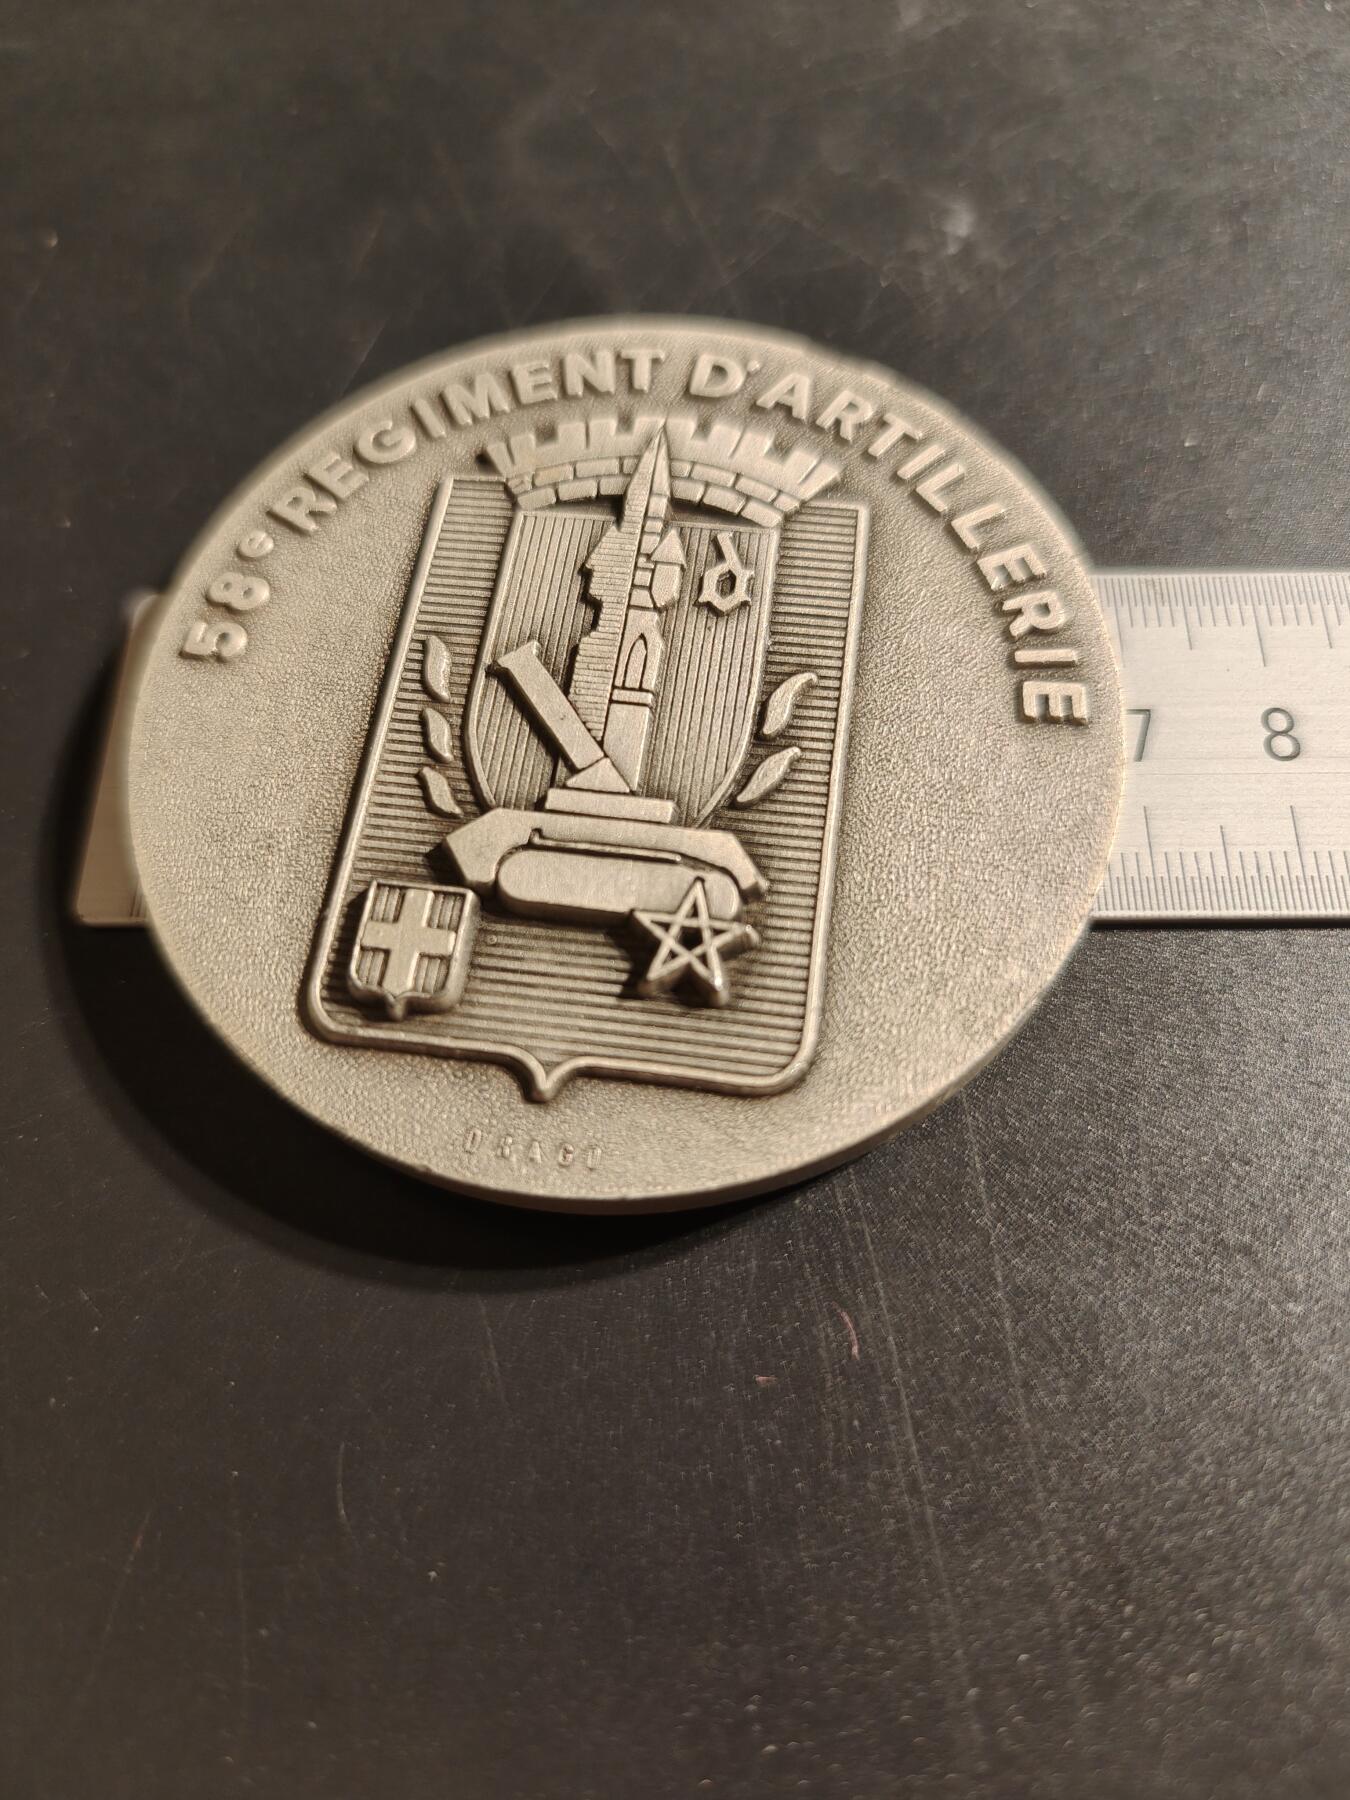 58e REGIMENT D'ARTILLERIE
7 8
DRAGO